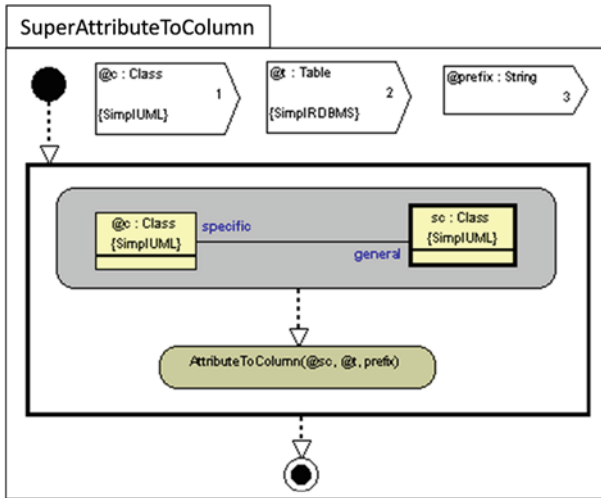 SuperAttributeToColumn
@c : Class
1
{SimplUML}
@t : Table
2
{SimplRDBMS}
@prefix : String
3
@c : Class
{SimplUML}
specific
general
sc : Class
{SimplUML}
AttributeToColumn(@sc, @t, prefix)